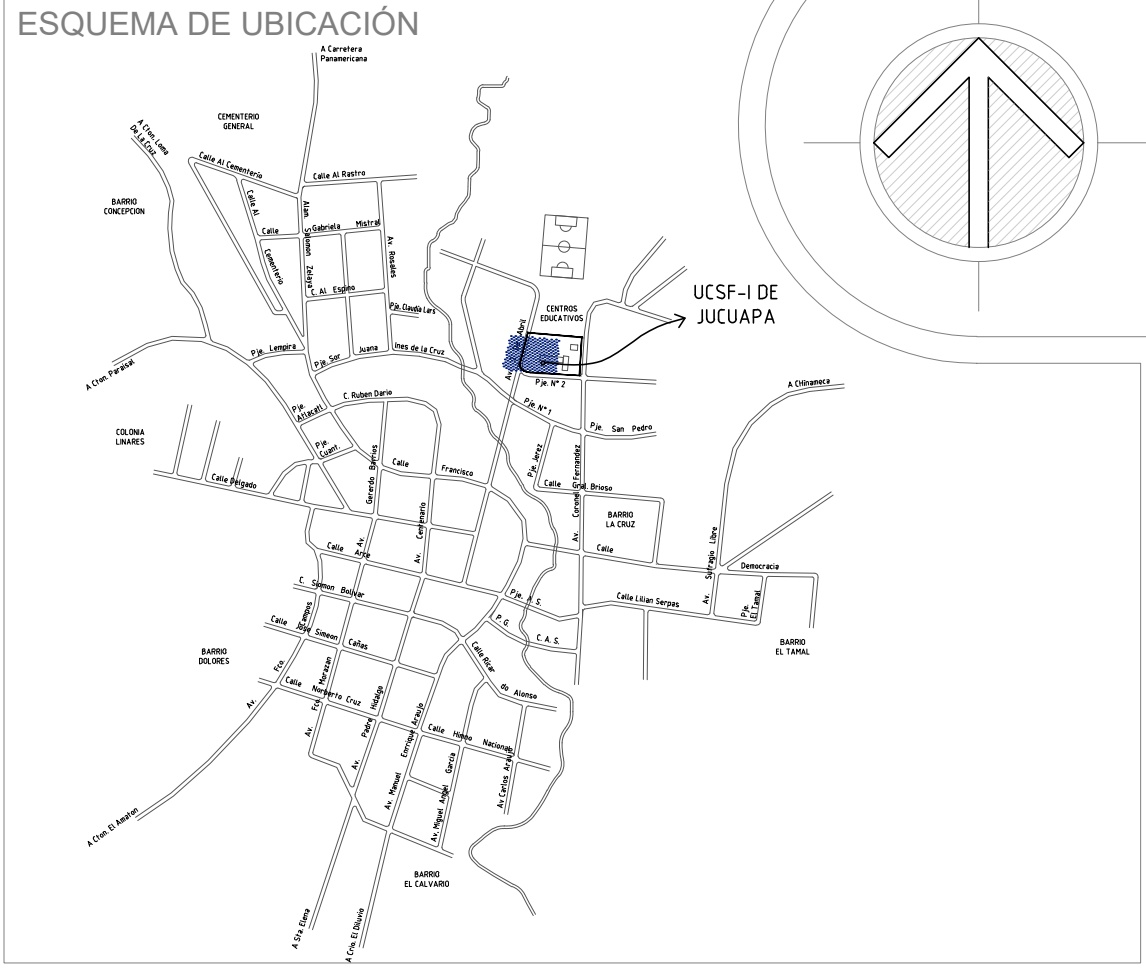 ESQUEMA DE UBICACIÓN
A Carretera
Panamericana
CEMENTERIO
GENERAL
A Cton. Loma
De La Cruz
Calle Al Cementerio
Calle Al Rastro
BARRIO
CONCEPCION
Calle Al
Cementerio
Alam. Salomon Zelaya
Calle Gabriela Mistral
Av. Rosales
C. Al Espino
Pje. Claudia Lars
CENTROS
EDUCATIVOS
UCSF-I DE
JUCUAPA
Abril
Av.
Pje. Lempira
Pje. Sor Juana Ines de la Cruz
A Cton. Paraisal
Pje. N° 2
A Chinameca
C. Ruben Dario
Pje. N° 1
Pje.
Atlacatl
Pje. San Pedro
COLONIA
LINARES
Pje.
Cuant.
Pje. Jerez
Av. Coronel Fernandez
Calle Francisco
Calle Delgado
Av. Gerardo Barrios
Calle Gral. Brioso
BARRIO
LA CRUZ
Av. Centenario
Calle Arce
Calle Democracia
Av. Sufragio Libre
C. Siomon Bolivar
Pje. A. S.
Calle Lilian Serpas
Pje.
El Tamal
P.G.
C. A. S.
Calle Jose Simeon Cañas
BARRIO
EL TAMAL
BARRIO
DOLORES
Av. Fco. Campos
Calle Ricardo Alonso
Calle Norberto Cruz
Av. Fco. Morazan
Av. Padre Hidalgo
Av. Manuel Enrique Araujo
Calle Himno Nacional
Av. Miguel Angel Garcia
Av Carlos Araujo
A Cton. El Amaton
BARRIO
EL CALVARIO
A Sta. Elena
A Crio. El Diluvio